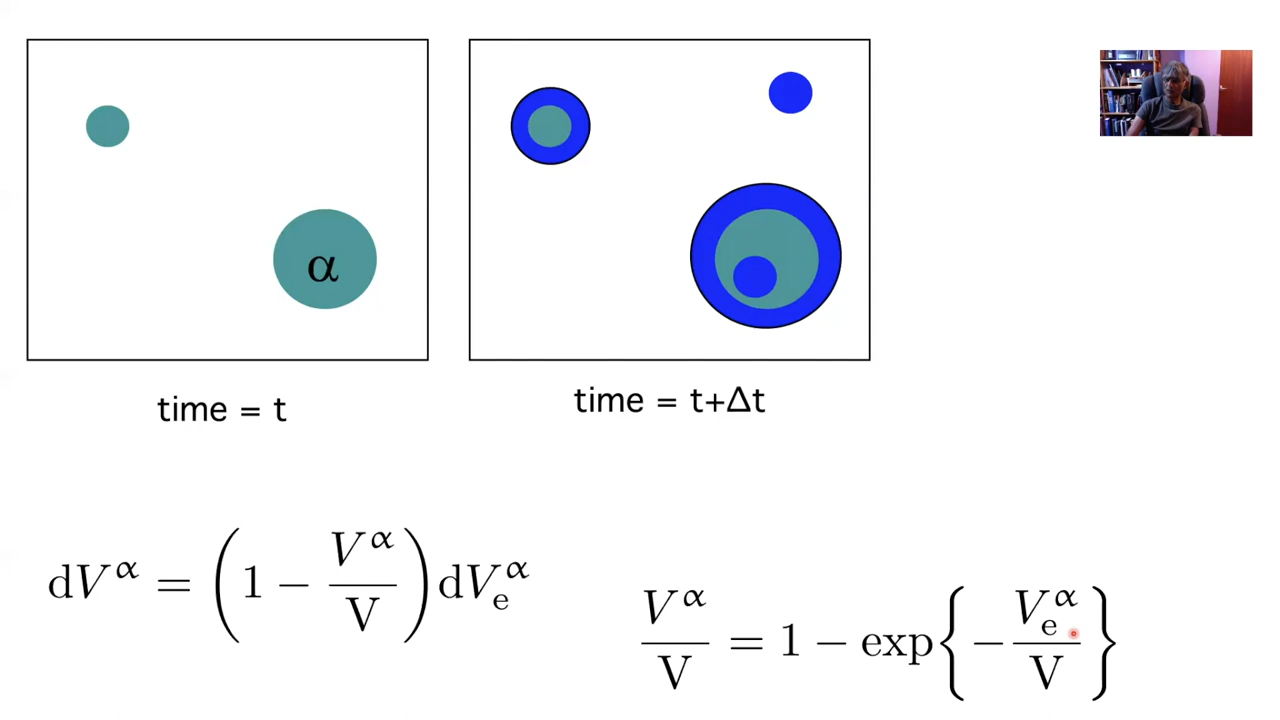 α
time = t
time = t+Δt
dV^α = (1 − V^α/V) dV_e^α
V^α/V = 1 − exp{−V_e^α/V}